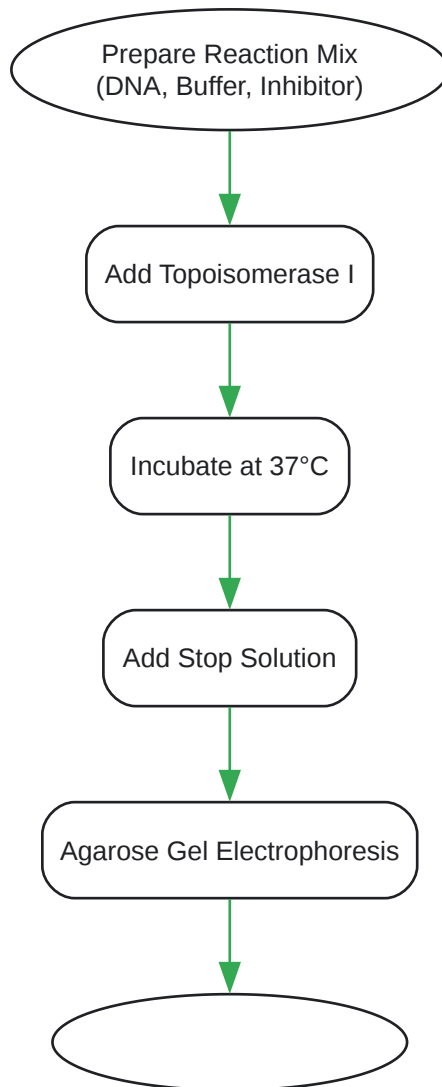 Prepare Reaction Mix
(DNA, Buffer, Inhibitor)
Add Topoisomerase I
Incubate at 37°C
Add Stop Solution
Agarose Gel Electrophoresis